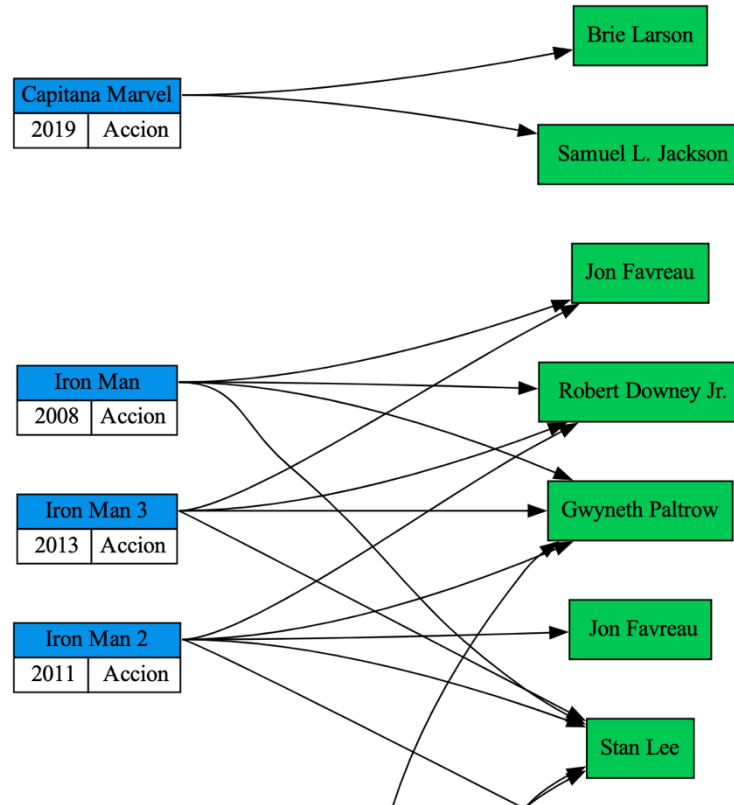 Brie Larson
Capitana Marvel
2019 Accion
Samuel L. Jackson
Jon Favreau
Iron Man
2008 Accion
Robert Downey Jr.
Iron Man 3
2013 Accion
Gwyneth Paltrow
Iron Man 2
2011 Accion
Jon Favreau
Stan Lee